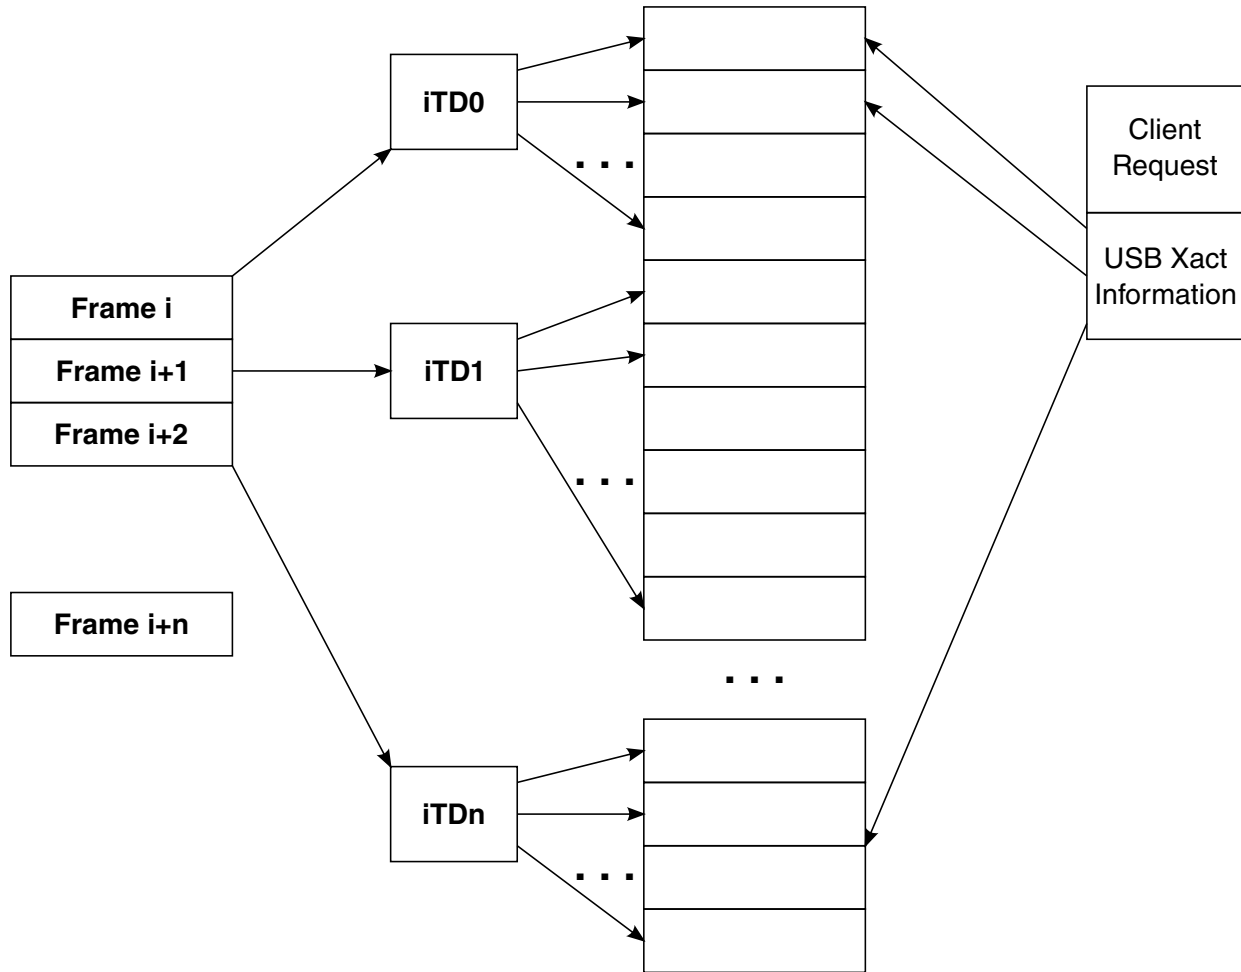 iTD0
. . .
Client
Request
USB Xact
Information
Frame i
Frame i+1
Frame i+2
iTD1
. . .
Frame i+n
. . .
iTDn
. . .